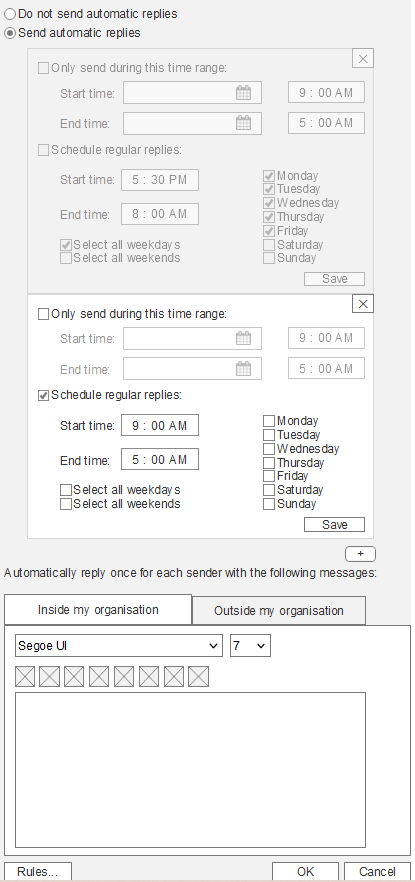 Do not send automatic replies
Send automatic replies
Only send during this time range:
Start time: 9 : 00 AM
End time: 5 : 00 AM
Schedule regular replies:
Start time: 5 : 30 PM
End time: 8 : 00 AM
Select all weekdays
Select all weekends
Monday
Tuesday
Wednesday
Thursday
Friday
Saturday
Sunday
Save
Only send during this time range:
Start time: 9 : 00 AM
End time: 5 : 00 AM
Schedule regular replies:
Start time: 9 : 00 AM
End time: 5 : 00 AM
Select all weekdays
Select all weekends
Monday
Tuesday
Wednesday
Thursday
Friday
Saturday
Sunday
Save
+
Automatically reply once for each sender with the following messages:
Inside my organisation Outside my organisation
Segoe UI 7
Rules... OK Cancel